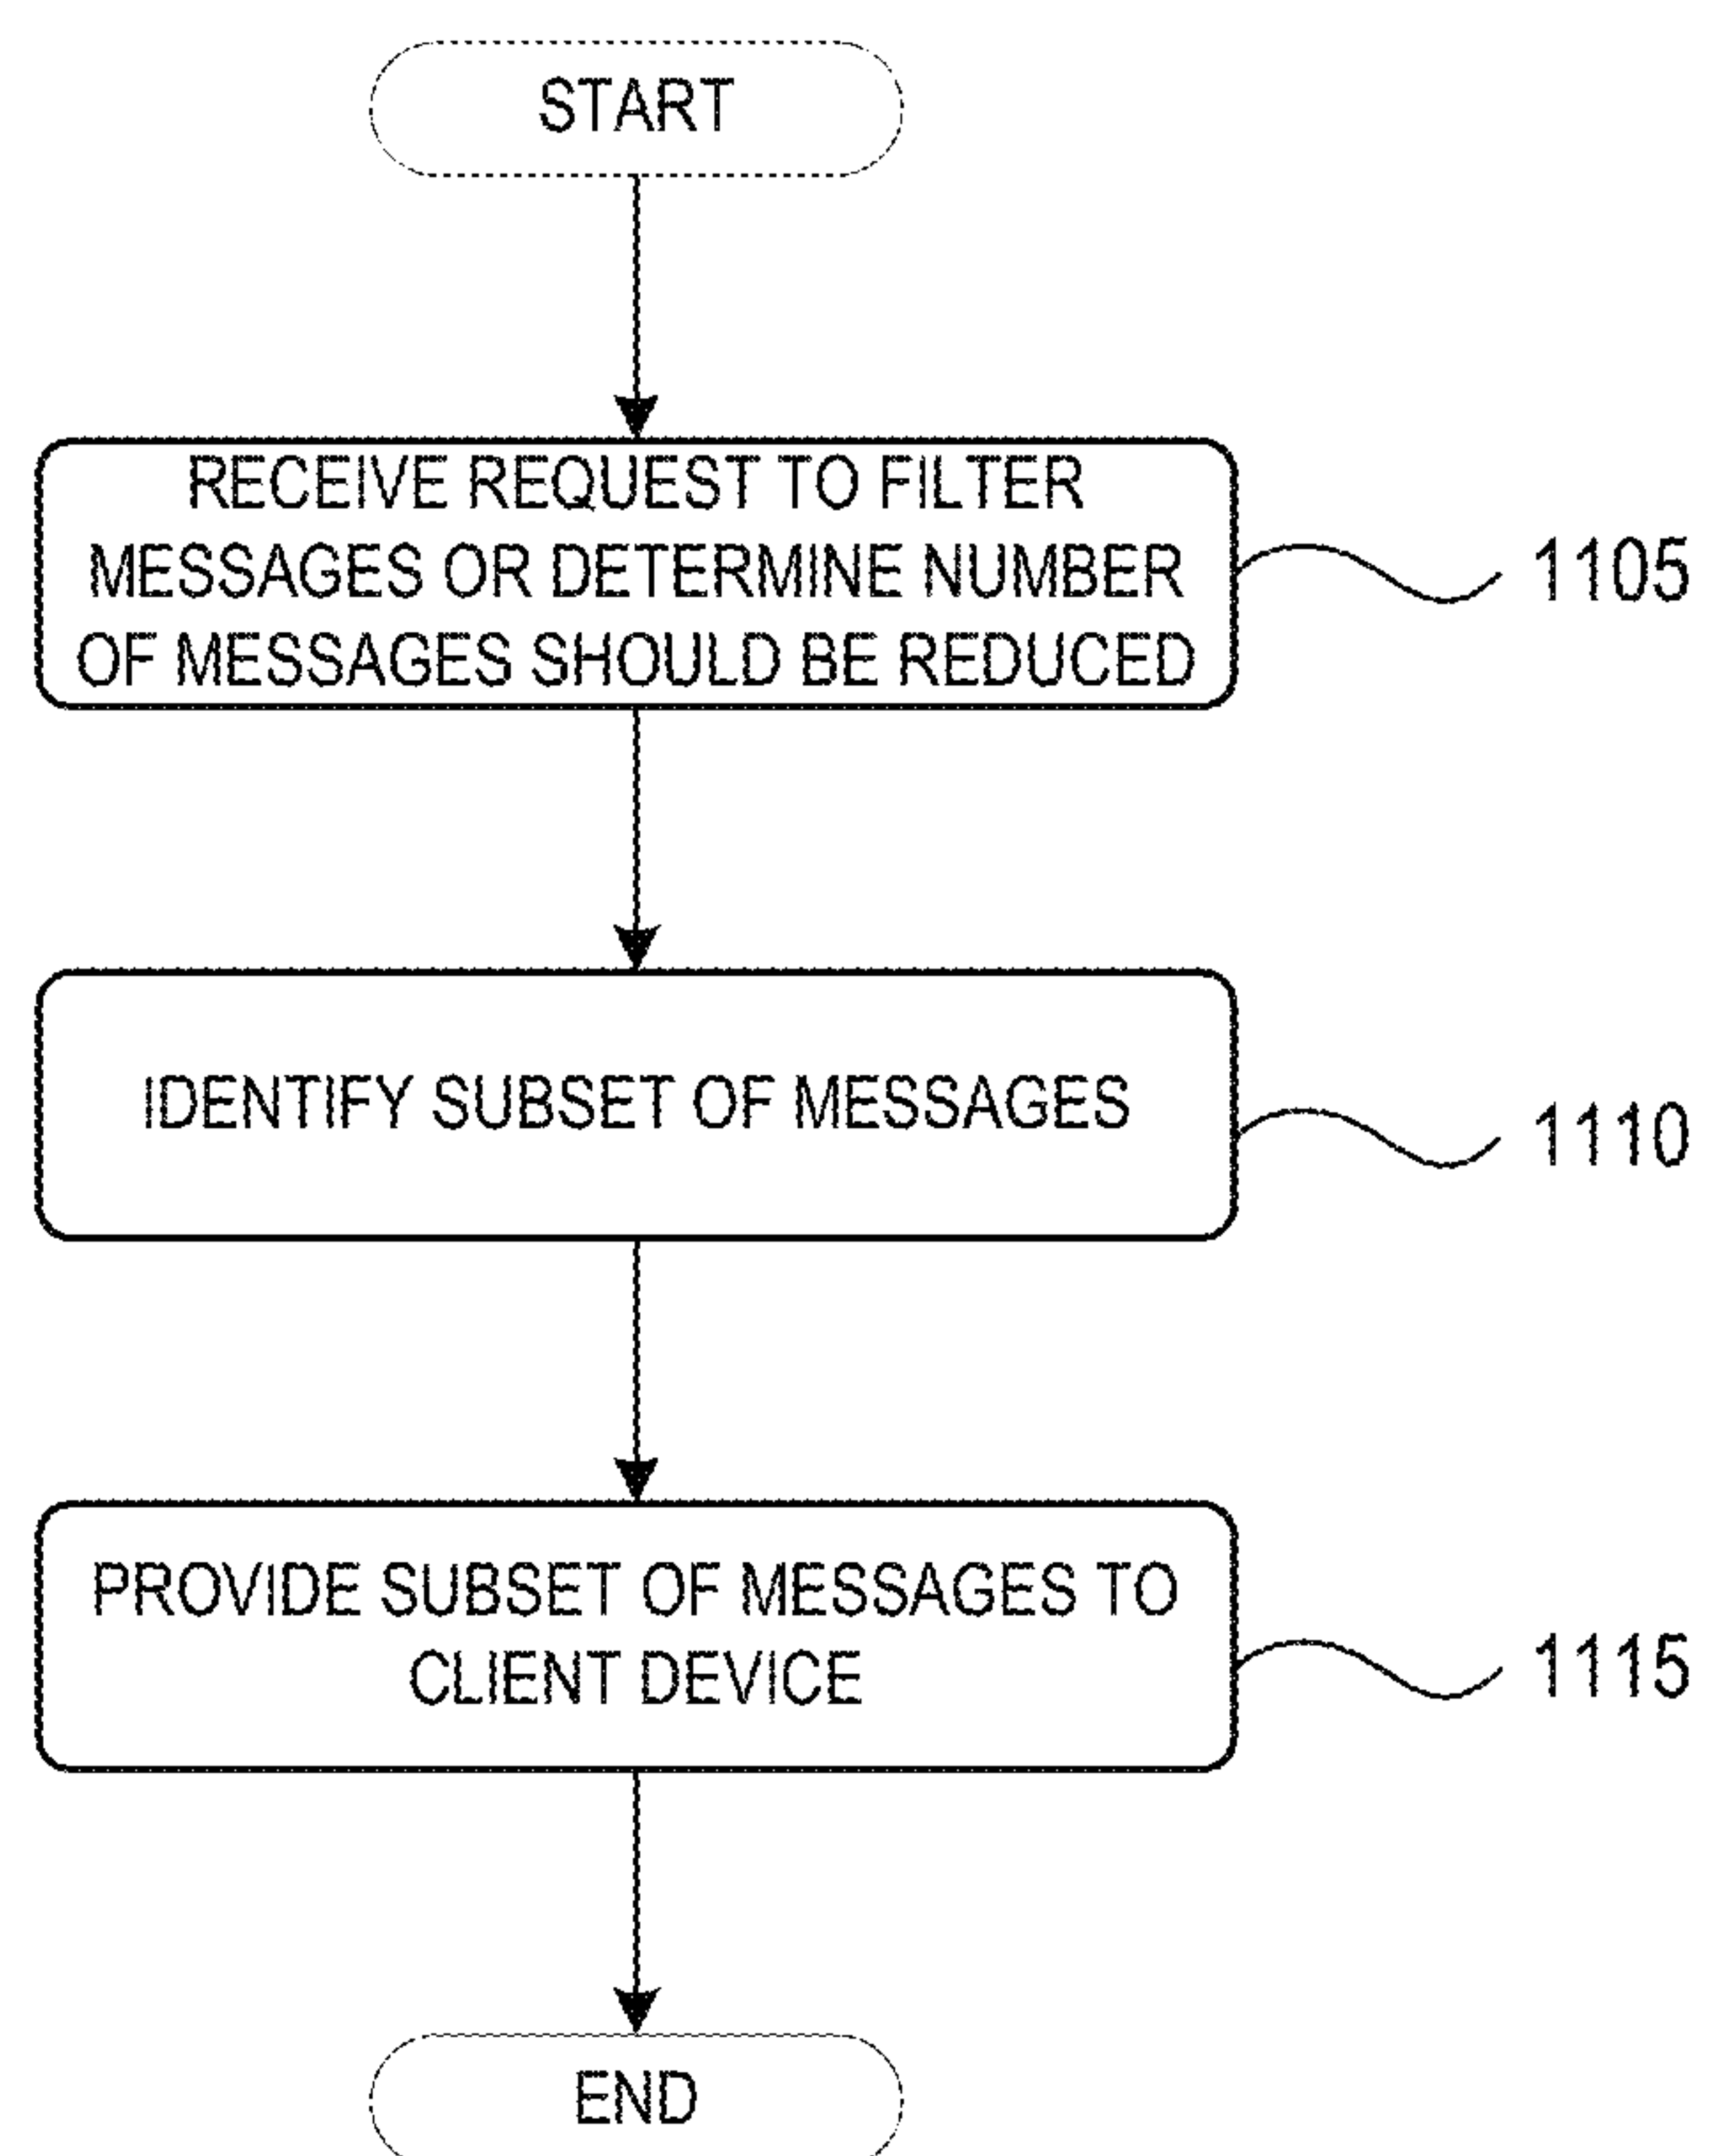 START
RECEIVE REQUEST TO FILTER
MESSAGES OR DETERMINE NUMBER
OF MESSAGES SHOULD BE REDUCED
1105
IDENTIFY SUBSET OF MESSAGES
1110
PROVIDE SUBSET OF MESSAGES TO
CLIENT DEVICE
1115
END